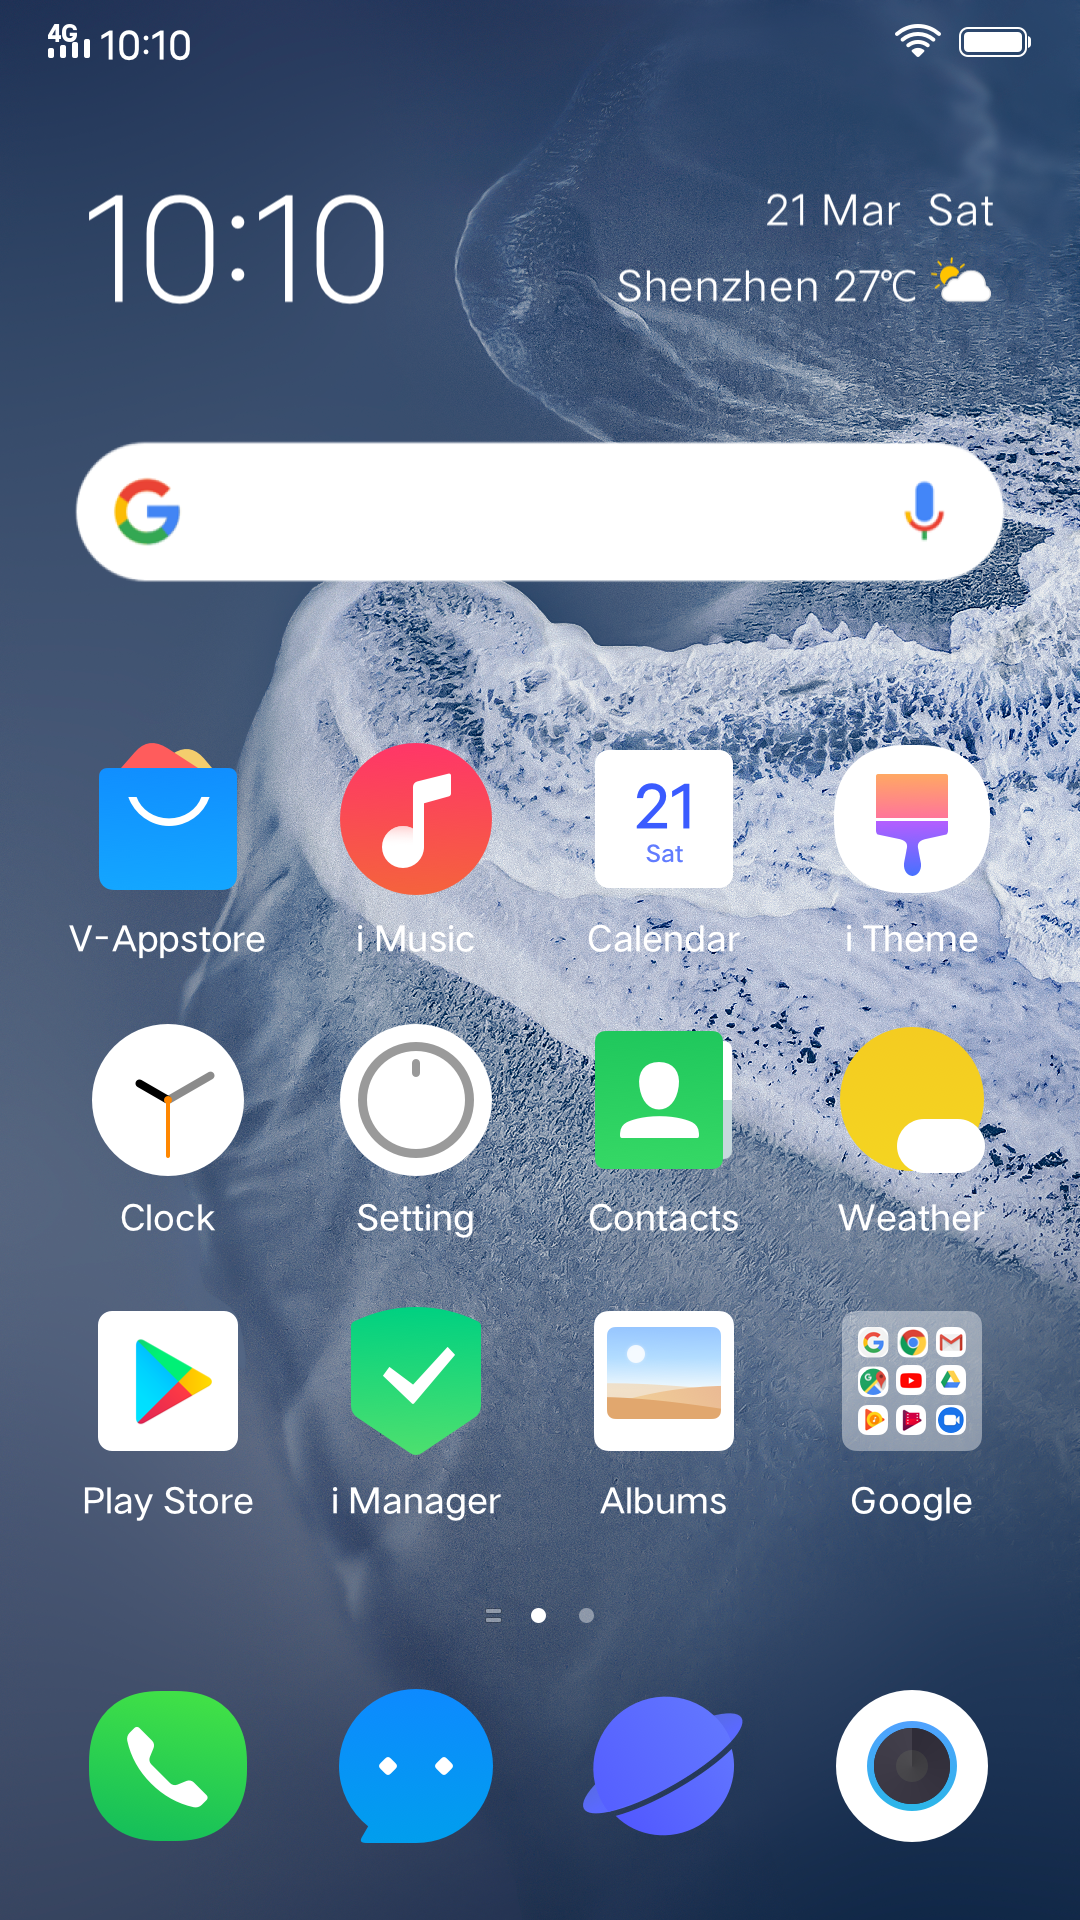 4G 10:10
10:10
21 Mar Sat
Shenzhen 27℃
21
Sat
V-Appstore
i Music
Calendar
i Theme
Clock
Setting
Contacts
Weather
Play Store
i Manager
Albums
Google